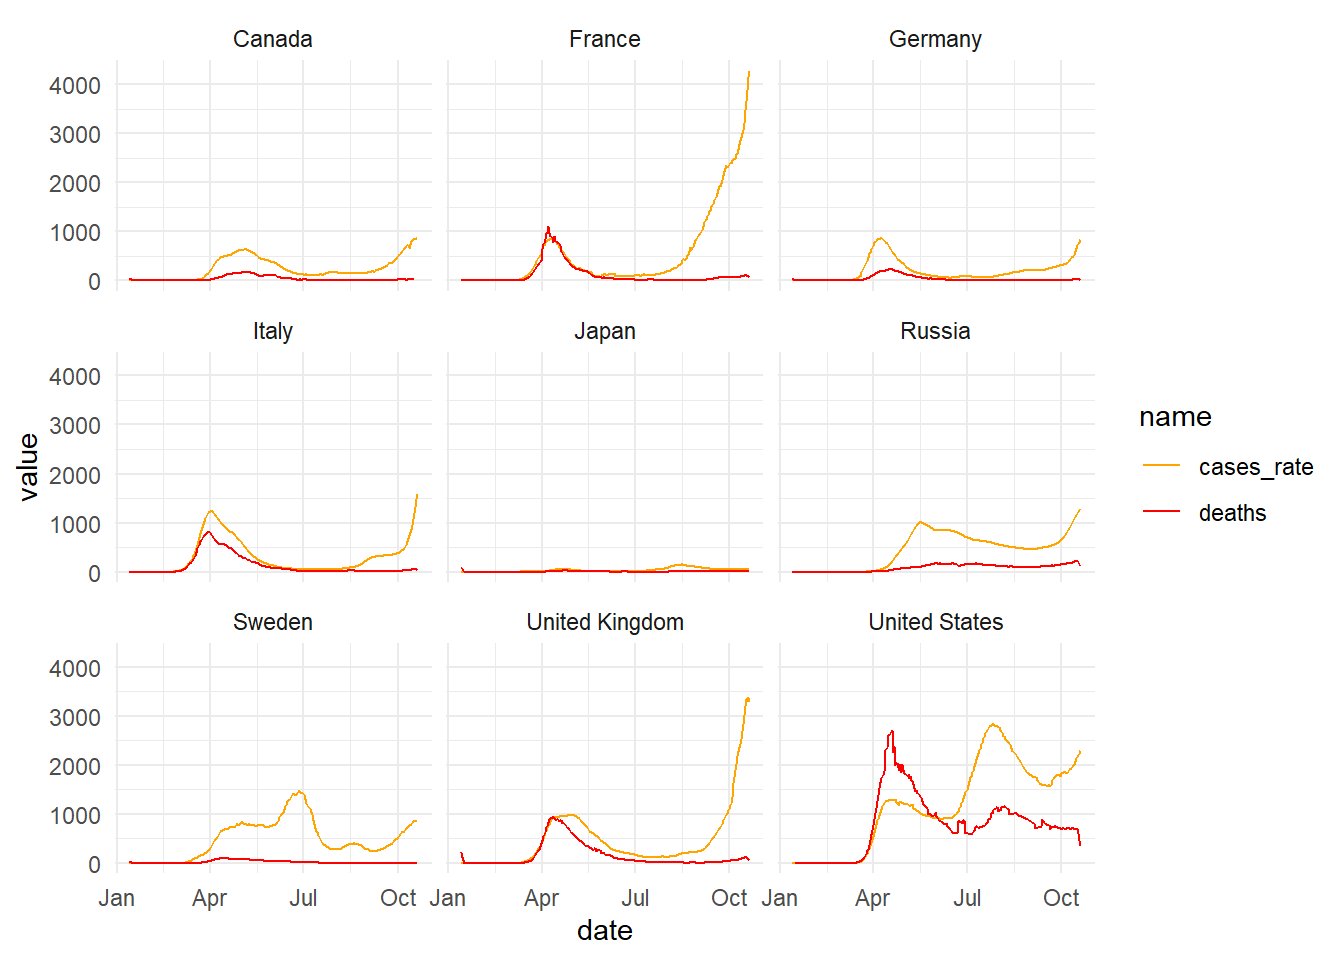 Canada France Germany
4000
3000
2000
1000
0
Italy Japan Russia
4000
3000
2000
1000
0
Sweden United Kingdom United States
4000
3000
2000
1000
0
Jan Apr Jul Oct Jan Apr Jul Oct Jan Apr Jul Oct
date
value
name
cases_rate
deaths